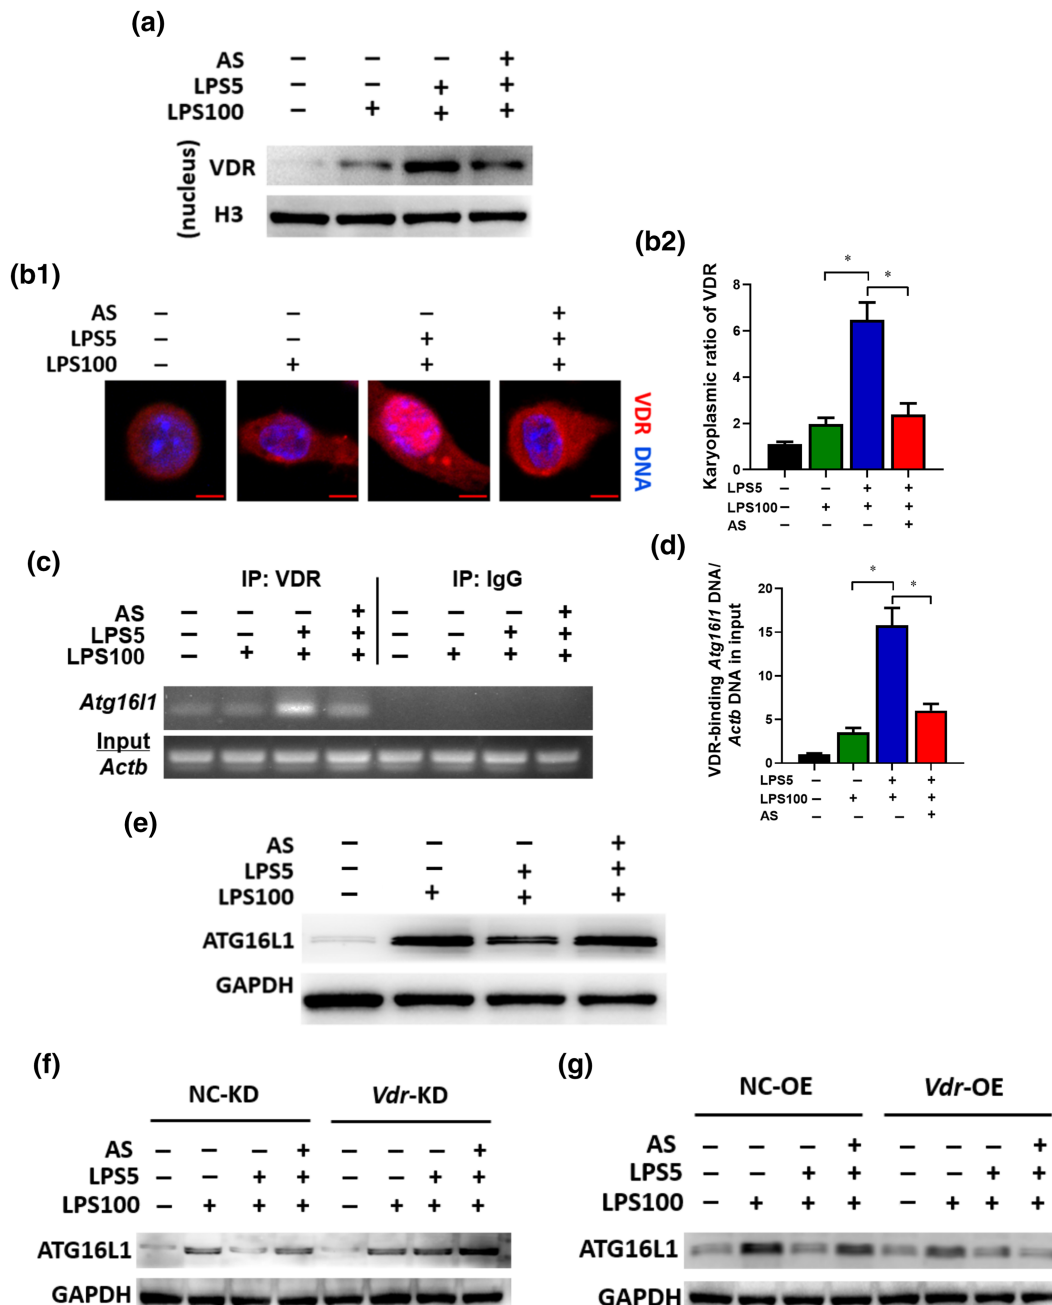 (a)
AS − − − +
LPS5 − − + +
LPS100 − + + +
(nucleus)
VDR
H3
(b1)
AS − − − +
LPS5 − − + +
LPS100 − + + +
VDR DNA
(b2)
Karyoplasmic ratio of VDR
8
6
4
2
0
* *
LPS5 − − + +
LPS100 − + + +
AS − − − +
(c)
IP: VDR IP: IgG
AS − − − + − − − +
LPS5 − − + + − − + +
LPS100 − + + + − + + +
Atg16l1
Input
Actb
(d)
VDR-binding Atg16l1 DNA/
Actb DNA in input
20
15
10
5
0
* *
LPS5 − − + +
LPS100 − + + +
AS − − − +
(e)
AS − − − +
LPS5 − − + +
LPS100 − + + +
ATG16L1
GAPDH
(f)
NC-KD Vdr-KD
AS − − − + − − − +
LPS5 − − + + − − + +
LPS100 − + + + − + + +
ATG16L1
GAPDH
(g)
NC-OE Vdr-OE
AS − − − + − − − +
LPS5 − − + + − − + +
LPS100 − + + + − + + +
ATG16L1
GAPDH